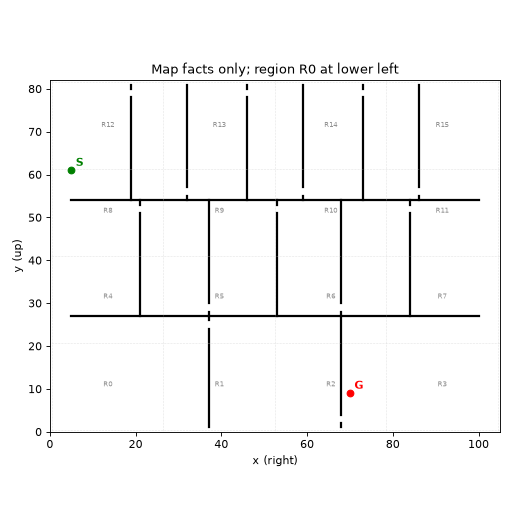 Map facts only; region R0 at lower left
80
R12 R13 R14 R15
70
S
60
50
R8 R9 R10 R11
40
30
R4 R5 R6 R7
20
10
R0 R1 R2 G R3
0
0 20 40 60 80 100
x (right)
y (up)